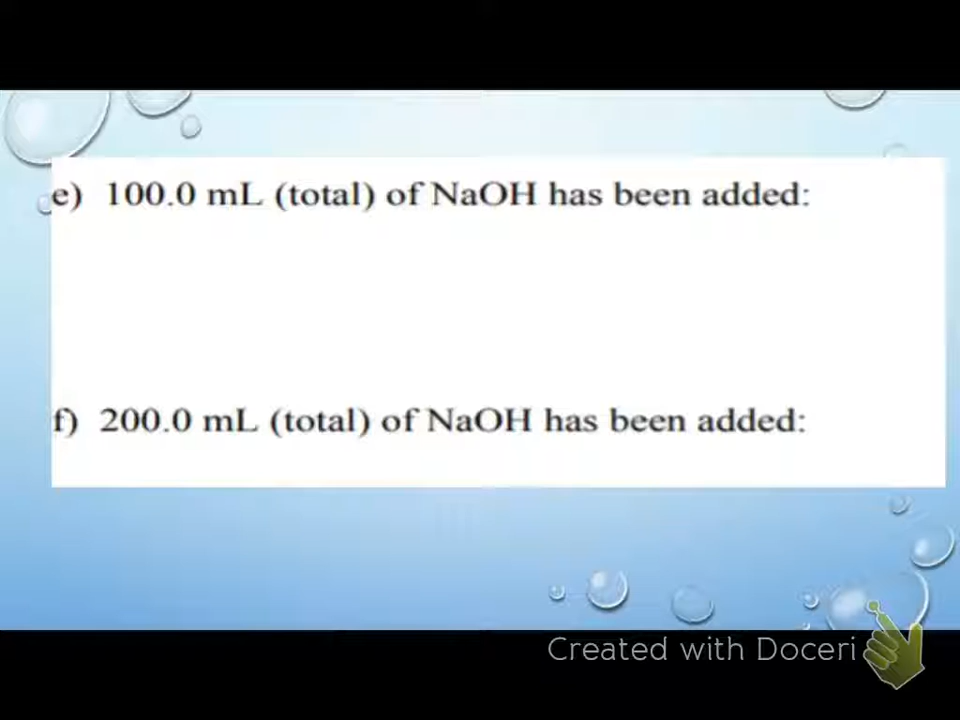 e) 100.0 mL (total) of NaOH has been added:
f) 200.0 mL (total) of NaOH has been added:
Created with Doceri